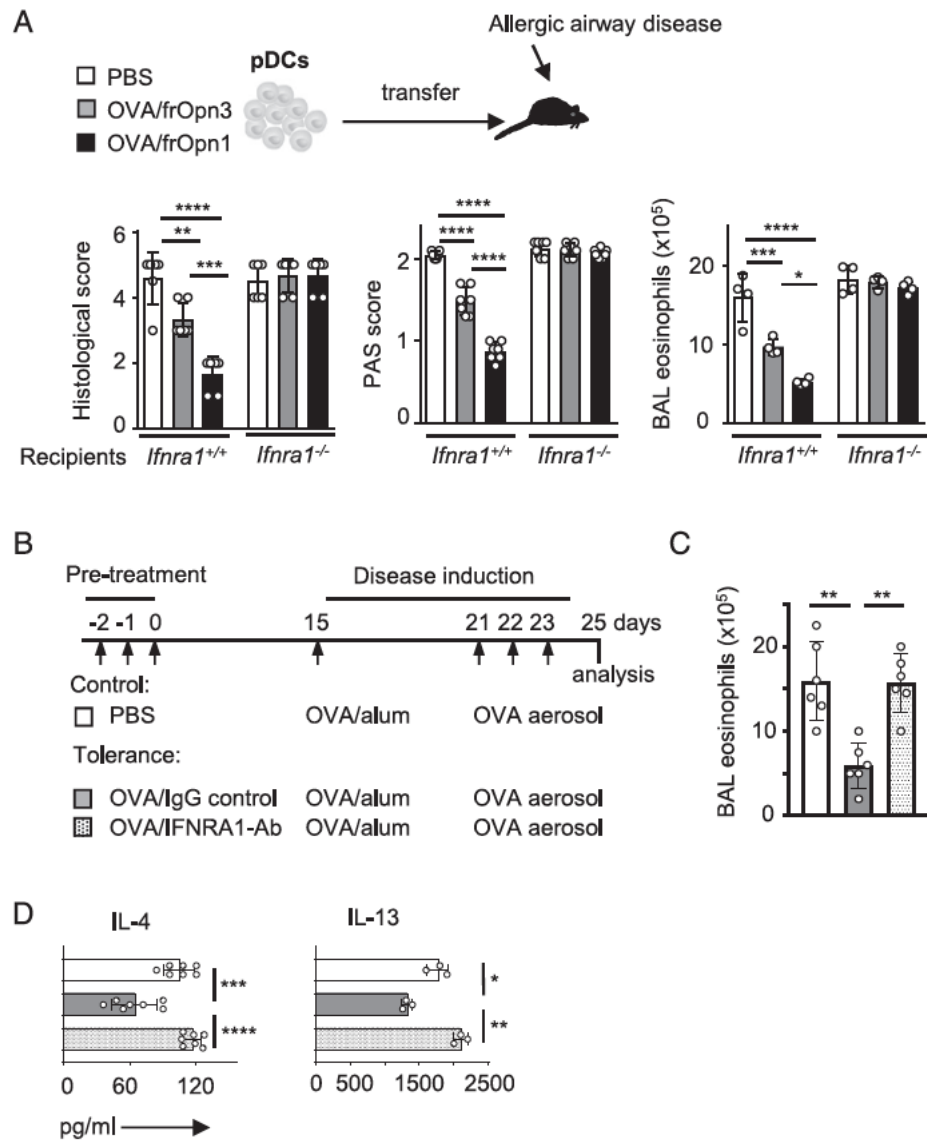 A
Allergic airway disease
PBS
OVA/frOpn3
OVA/frOpn1
pDCs
transfer
Histological score
6
4
2
0
****
**
***
PAS score
2
1
0
****
****
****
BAL eosinophils (x10⁵)
20
10
0
****
***
*
Recipients
Ifnra1+/+
Ifnra1-/-
Ifnra1+/+
Ifnra1-/-
Ifnra1+/+
Ifnra1-/-
B
Pre-treatment
Disease induction
-2 -1 0 15 21 22 23 25 days
analysis
Control:
PBS OVA/alum OVA aerosol
Tolerance:
OVA/IgG control OVA/alum OVA aerosol
OVA/IFNRA1-Ab OVA/alum OVA aerosol
C
BAL eosinophils (x10⁵)
20
10
0
** **
D
IL-4
***
****
0 60 120
pg/ml
IL-13
*
**
0 500 1500 2500